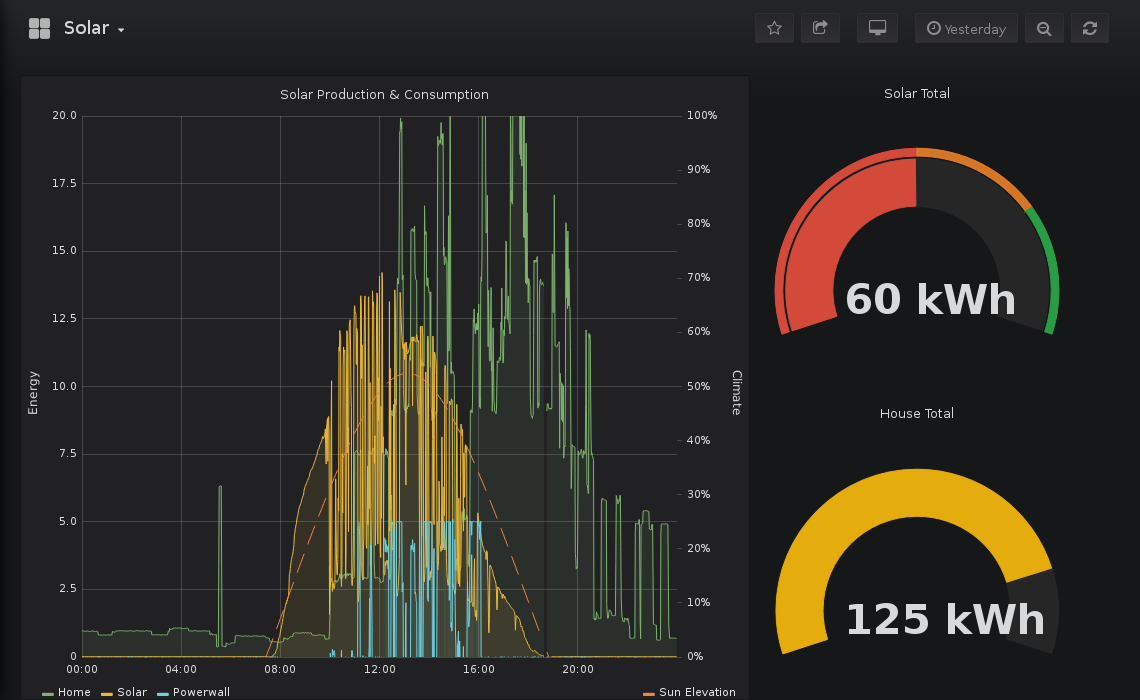 Solar
Yesterday
Solar Production & Consumption
20.0
17.5
15.0
12.5
10.0
7.5
5.0
2.5
0
Energy
100%
90%
80%
70%
60%
50%
40%
30%
20%
10%
0%
Climate
00:00 04:00 08:00 12:00 16:00 20:00
Home Solar Powerwall Sun Elevation
Solar Total
60 kWh
House Total
125 kWh